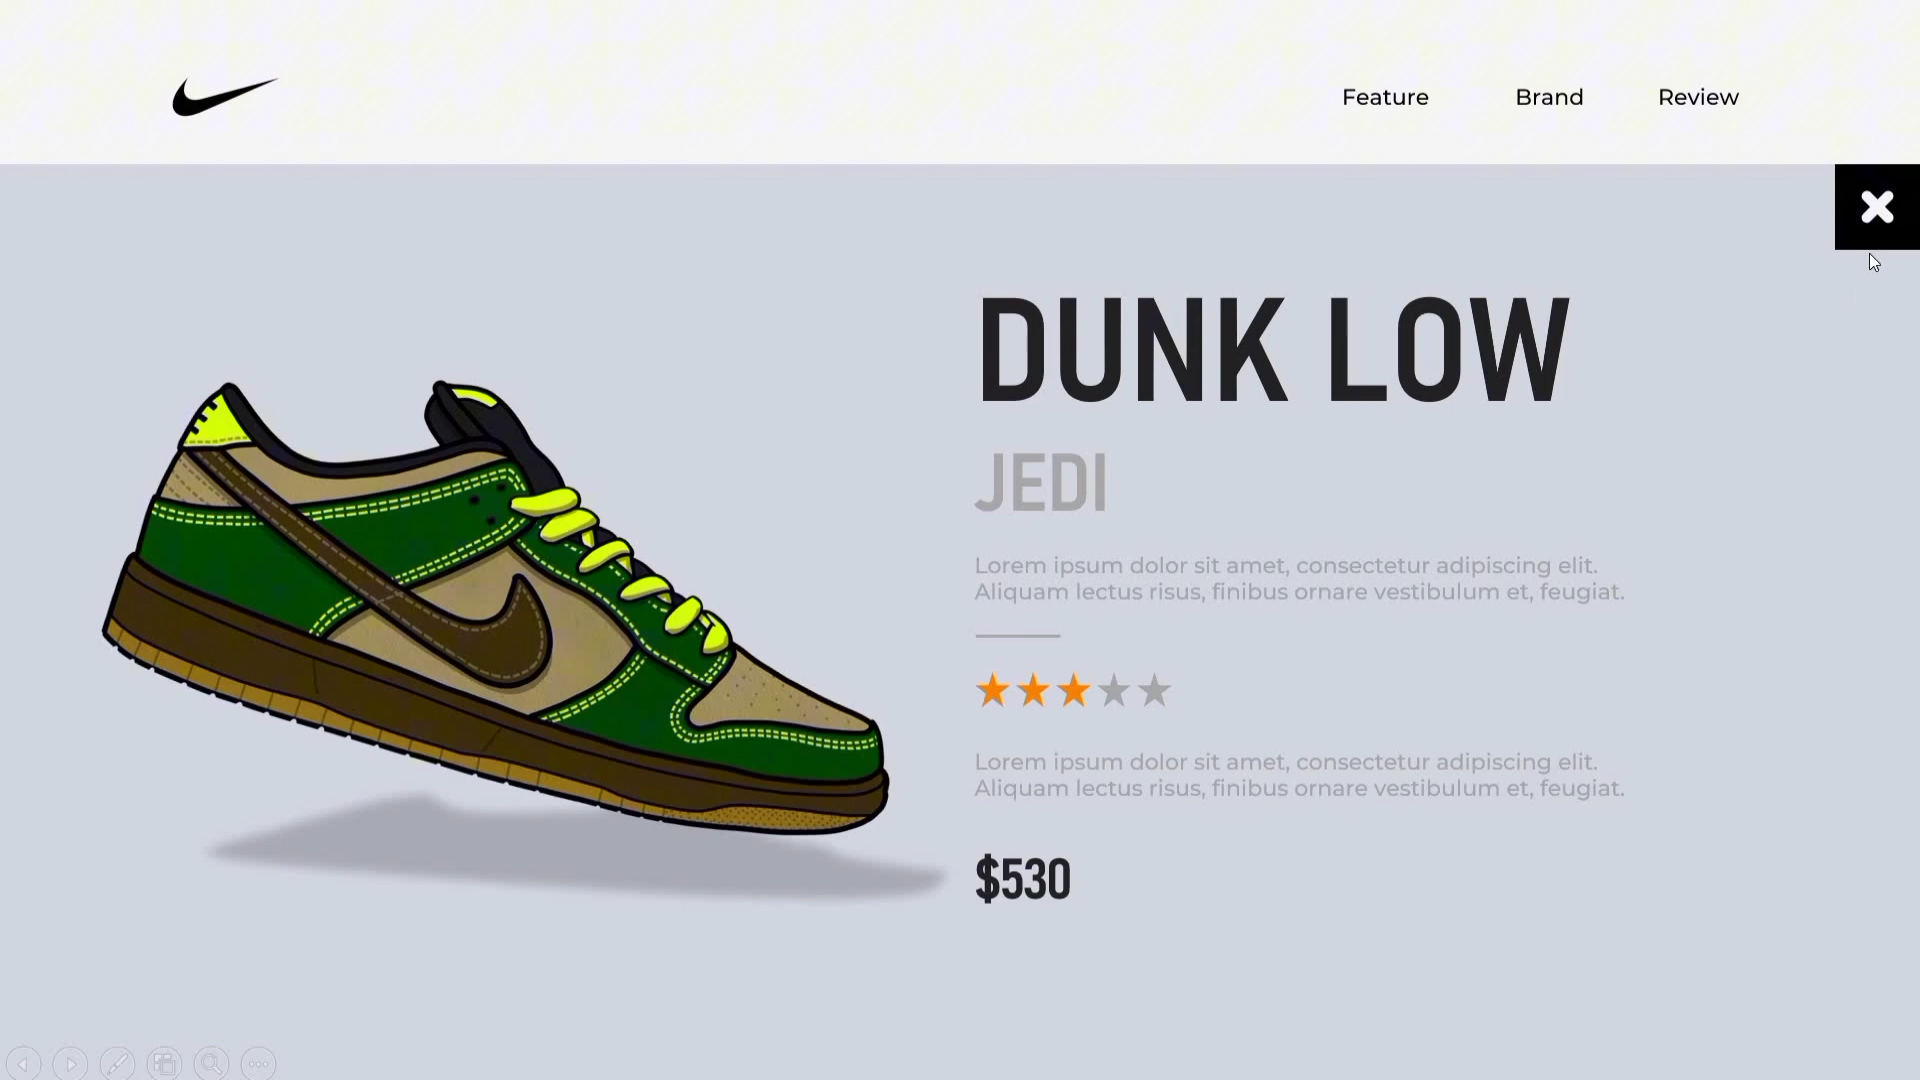 Feature Brand Review
DUNK LOW
JEDI
Lorem ipsum dolor sit amet, consectetur adipiscing elit.
Aliquam lectus risus, finibus ornare vestibulum et, feugiat.
Lorem ipsum dolor sit amet, consectetur adipiscing elit.
Aliquam lectus risus, finibus ornare vestibulum et, feugiat.
$530